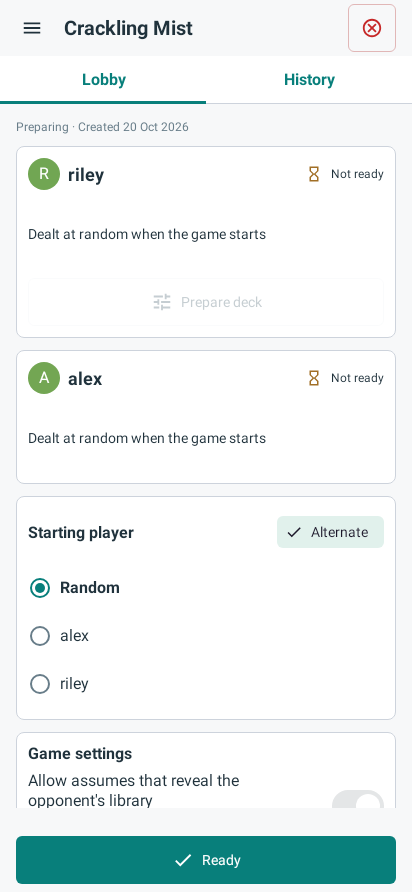 Crackling Mist
Lobby
History
Preparing · Created 20 Oct 2026
R
riley
Not ready
Dealt at random when the game starts
Prepare deck
A
alex
Not ready
Dealt at random when the game starts
Starting player
Alternate
Random
alex
riley
Game settings
Allow assumes that reveal the
opponent's library
Ready